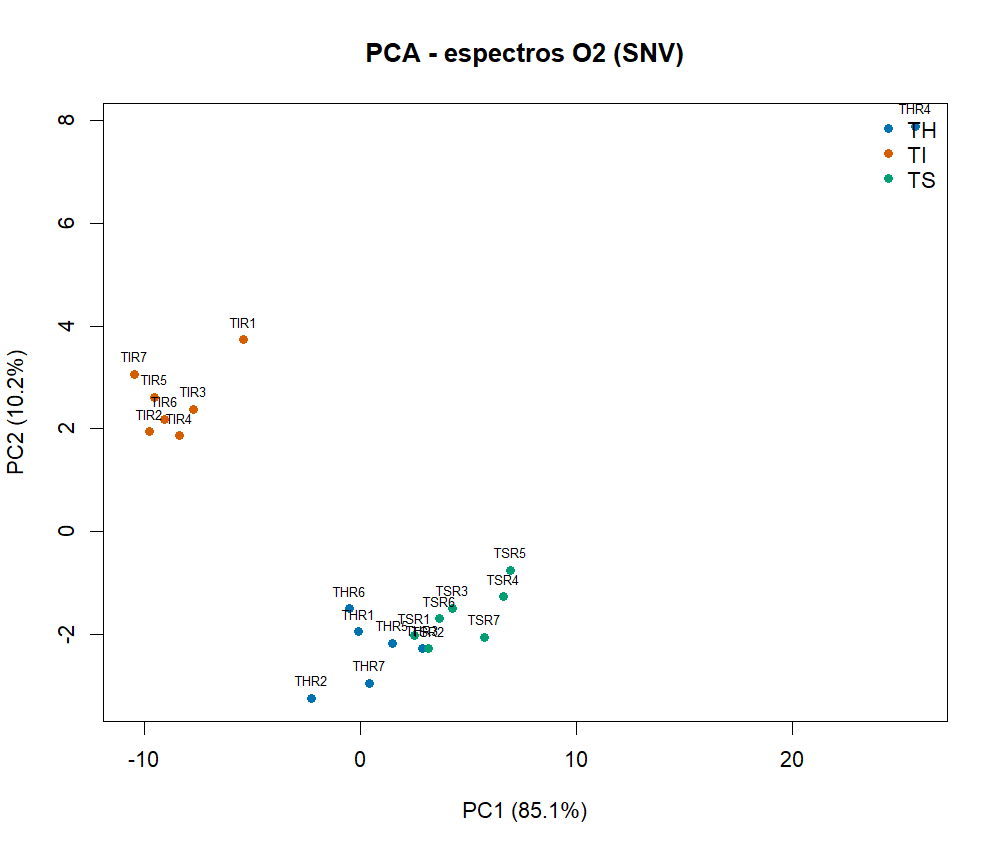 PCA - espectros O2 (SNV)
8
THR4
TH
TI
TS
6
4
TIR1
TIR7
TIR5
TIR3
TIR6
TIR2
TIR4
PC2 (10.2%)
2
0
TSR5
TSR4
THR6
TSR3
TSR6
THR1
TSR1
TSR7
THR5
THR3
TSR2
-2
THR7
THR2
-10
0
10
20
PC1 (85.1%)